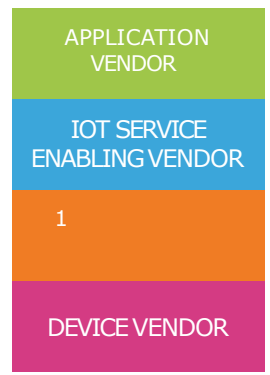 APPLICATION
VENDOR
IOT SERVICE
ENABLING VENDOR
1
DEVICE VENDOR